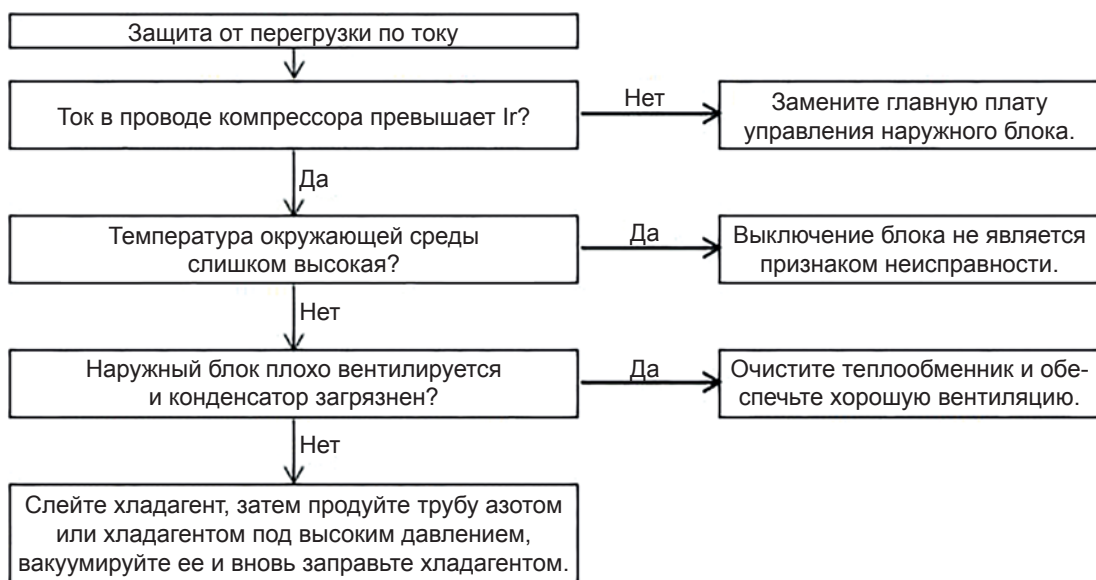 Защита от перегрузки по току
Ток в проводе компрессора превышает Ir?
Нет
Замените главную плату
управления наружного блока.
Да
Температура окружающей среды
слишком высокая?
Да
Выключение блока не является
признаком неисправности.
Нет
Наружный блок плохо вентилируется
и конденсатор загрязнен?
Да
Очистите теплообменник и обе-
спечьте хорошую вентиляцию.
Нет
Слейте хладагент, затем продуйте трубу азотом
или хладагентом под высоким давлением,
вакуумируйте ее и вновь заправьте хладагентом.